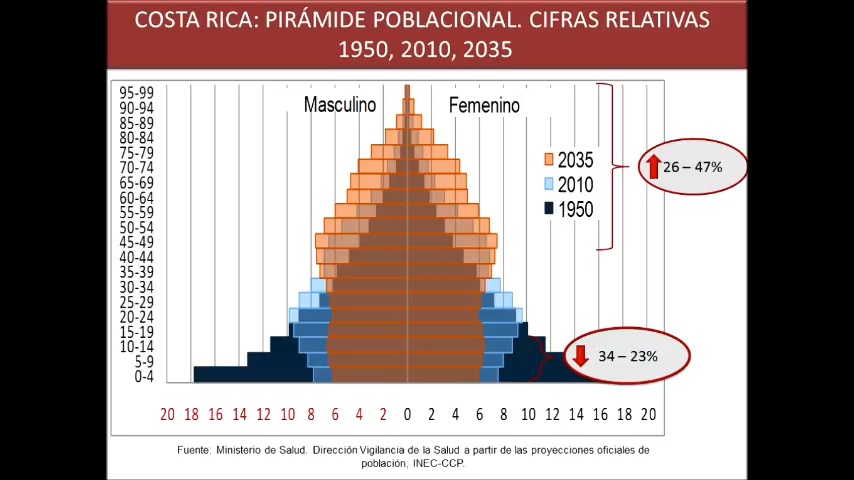 COSTA RICA: PIRÁMIDE POBLACIONAL. CIFRAS RELATIVAS
1950, 2010, 2035
95-99
90-94
85-89
80-84
75-79
70-74
65-69
60-64
55-59
50-54
45-49
40-44
35-39
30-34
25-29
20-24
15-19
10-14
5-9
0-4
Masculino
Femenino
2035
2010
1950
26 – 47%
34 – 23%
20 18 16 14 12 10 8 6 4 2 0 2 4 6 8 10 12 14 16 18 20
Fuente: Ministerio de Salud. Dirección Vigilancia de la Salud a partir de las proyecciones oficiales de
población, INEC-CCP.